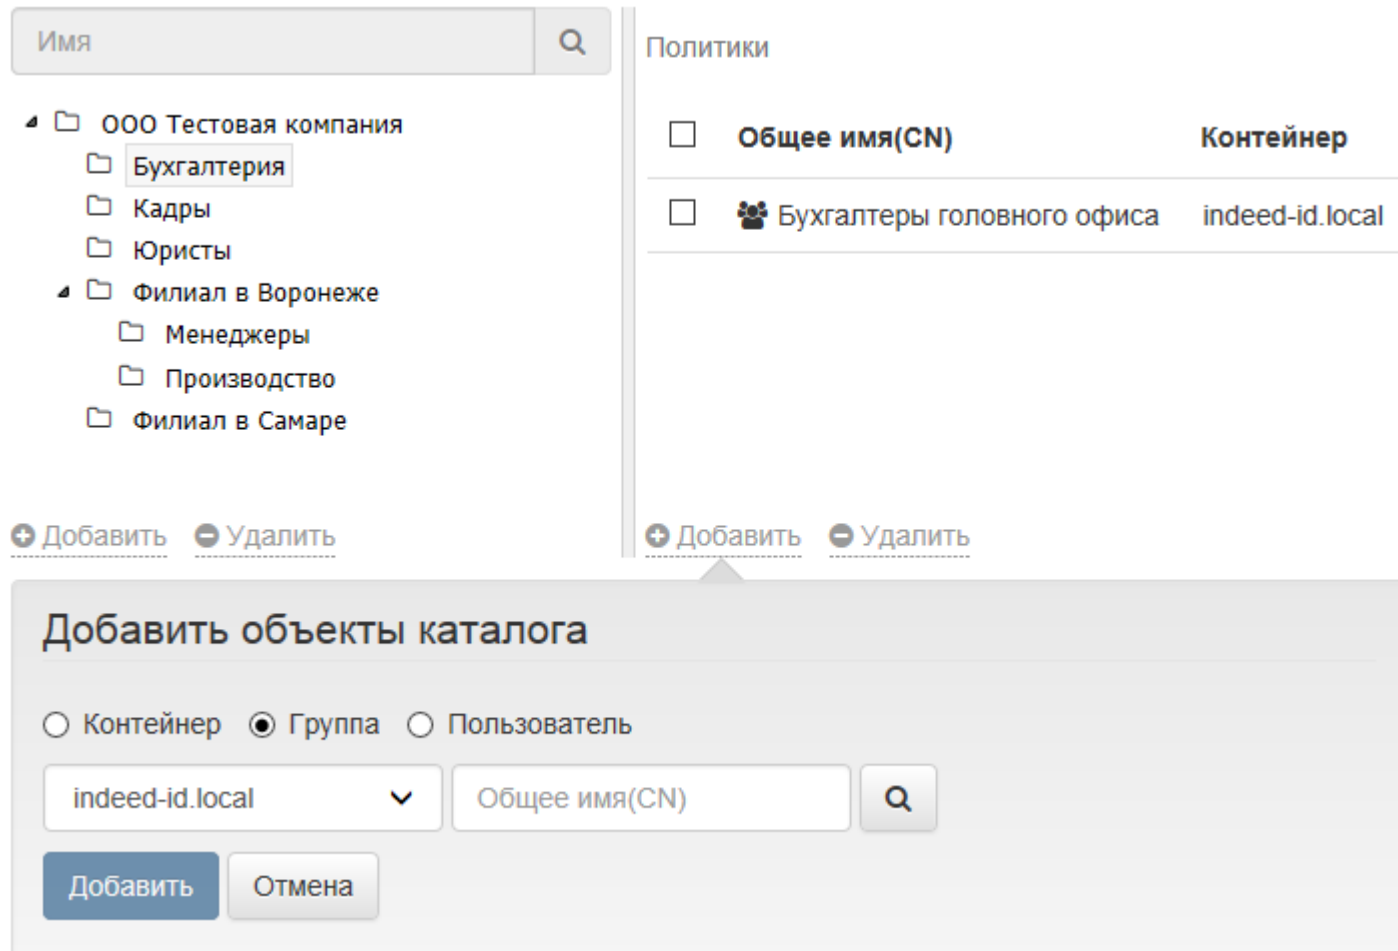 Имя
ООО Тестовая компания
Бухгалтерия
Кадры
Юристы
Филиал в Воронеже
Менеджеры
Производство
Филиал в Самаре
Добавить Удалить
Политики
Общее имя(CN) Контейнер
Бухгалтеры головного офиса indeed-id.local
Добавить Удалить
Добавить объекты каталога
Контейнер Группа Пользователь
indeed-id.local Общее имя(CN)
Добавить Отмена